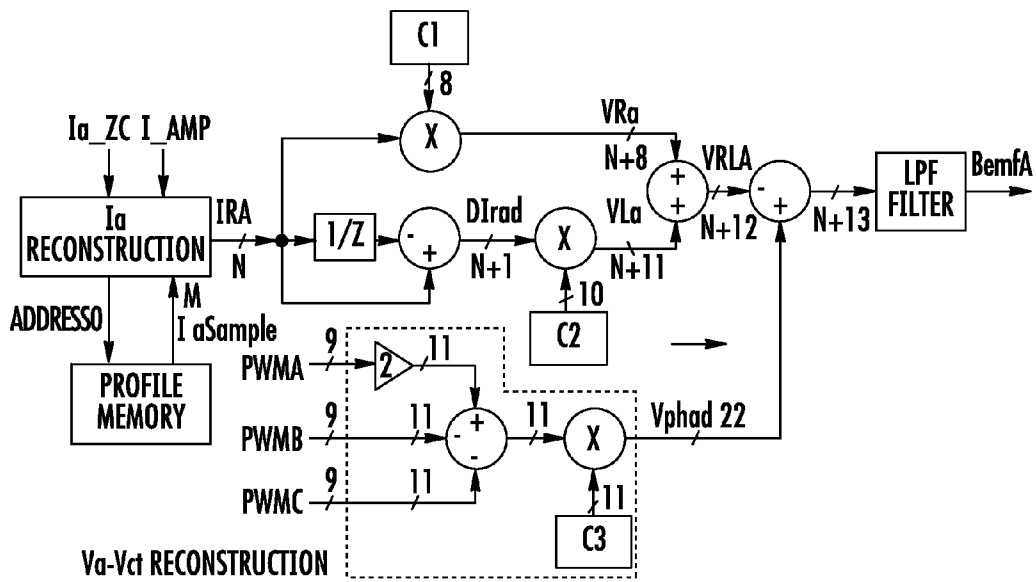 C1
8
Ia_ZC I_AMP
X
VRa
N+8
VRLA
N+12
LPF
FILTER
BemfA
Ia
RECONSTRUCTION
IRA
N
1/Z
-
+
DIrad
N+1
X
VLa
N+11
+
+
-
+
N+13
10
C2
ADDRESSO
M
I aSample
PROFILE
MEMORY
PWMA
9
2
11
PWMB
9
11
+
-
-
11
X
Vphad 22
PWMC
9
11
11
C3
Va-Vct RECONSTRUCTION